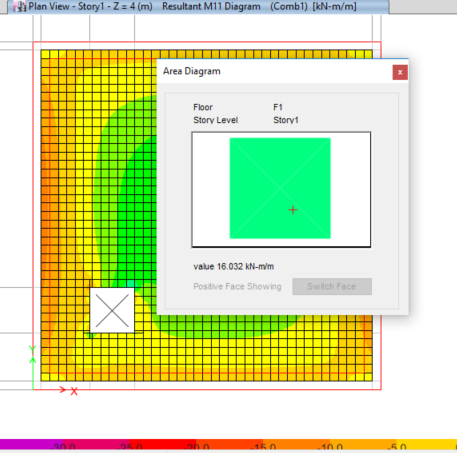 Plan View - Story1 - Z = 4 (m) Resultant M11 Diagram (Comb1) [kN-m/m]
Area Diagram
x
Floor F1
Story Level Story1
value 16.032 kN-m/m
Positive Face Showing Switch Face
Y
X
-30.0 -25.0 -20.0 -15.0 -10.0 -5.0